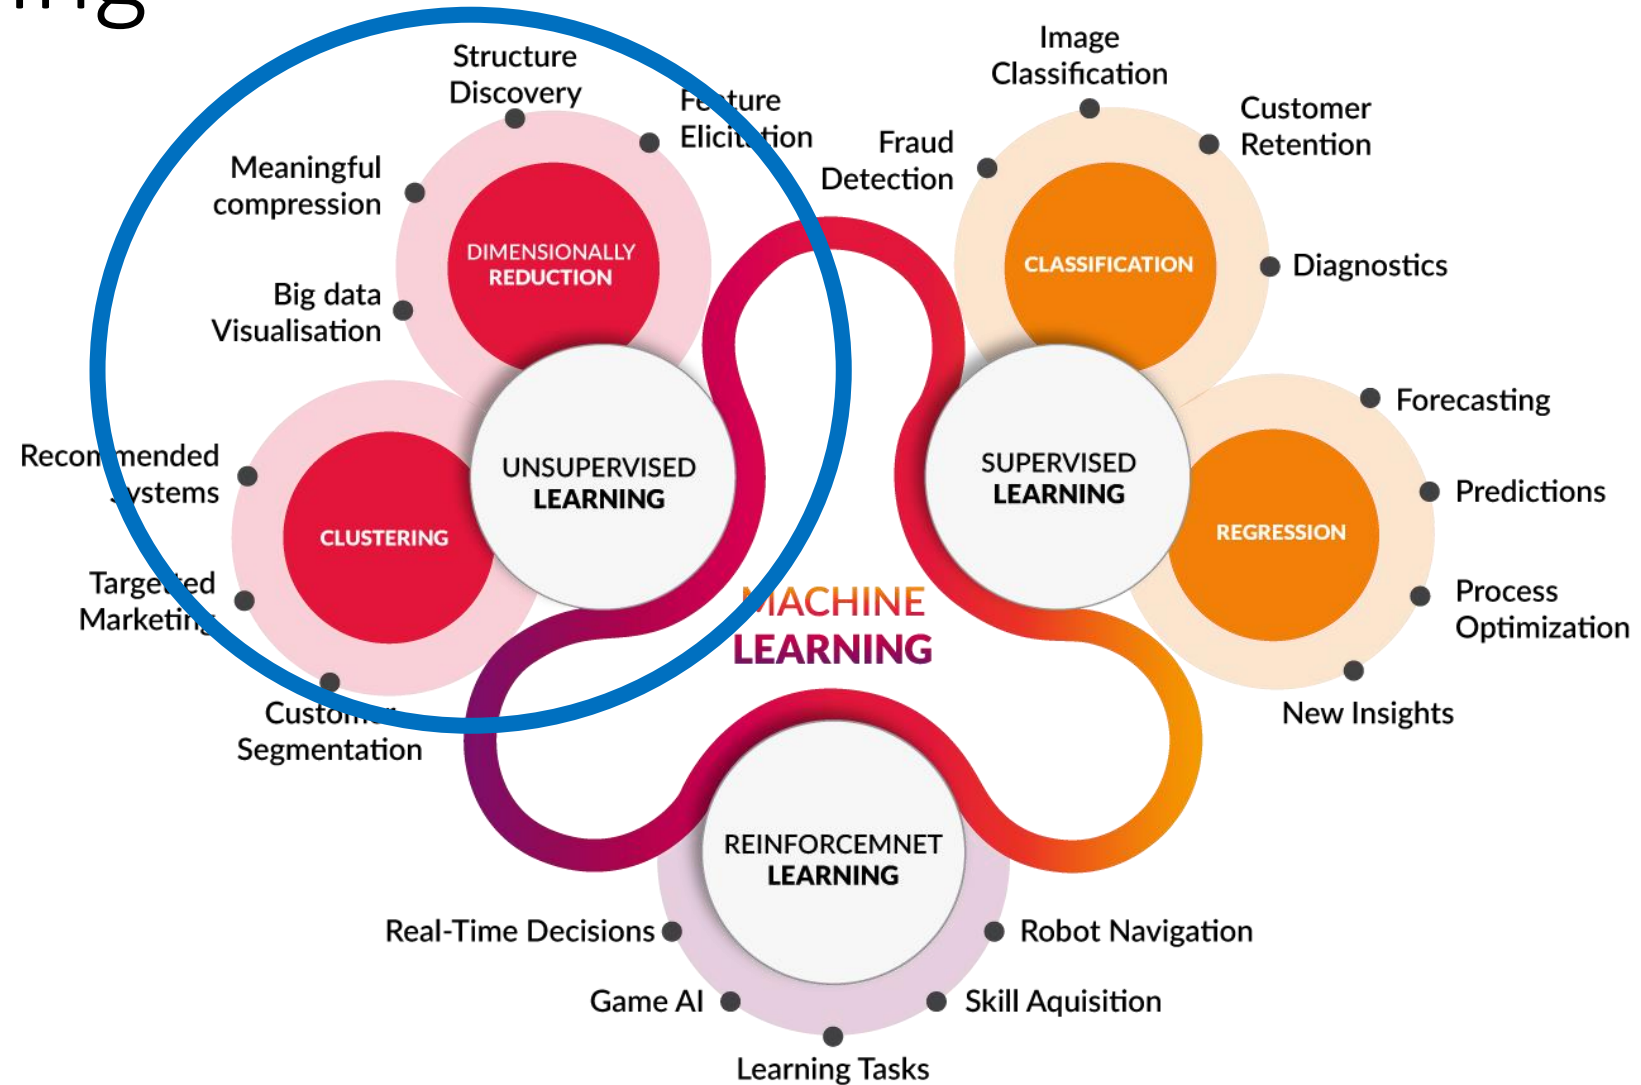 ing
Structure
Discovery
Feature
Elicitation
Meaningful
compression
DIMENSIONALLY
REDUCTION
Big data
Visualisation
Recommended
Systems
CLUSTERING
Targetted
Marketing
Customer
Segmentation
UNSUPERVISED
LEARNING
Image
Classification
Fraud
Detection
Customer
Retention
CLASSIFICATION
Diagnostics
SUPERVISED
LEARNING
Forecasting
Predictions
REGRESSION
Process
Optimization
New Insights
MACHINE
LEARNING
REINFORCEMNET
LEARNING
Real-Time Decisions
Robot Navigation
Game AI
Skill Aquisition
Learning Tasks